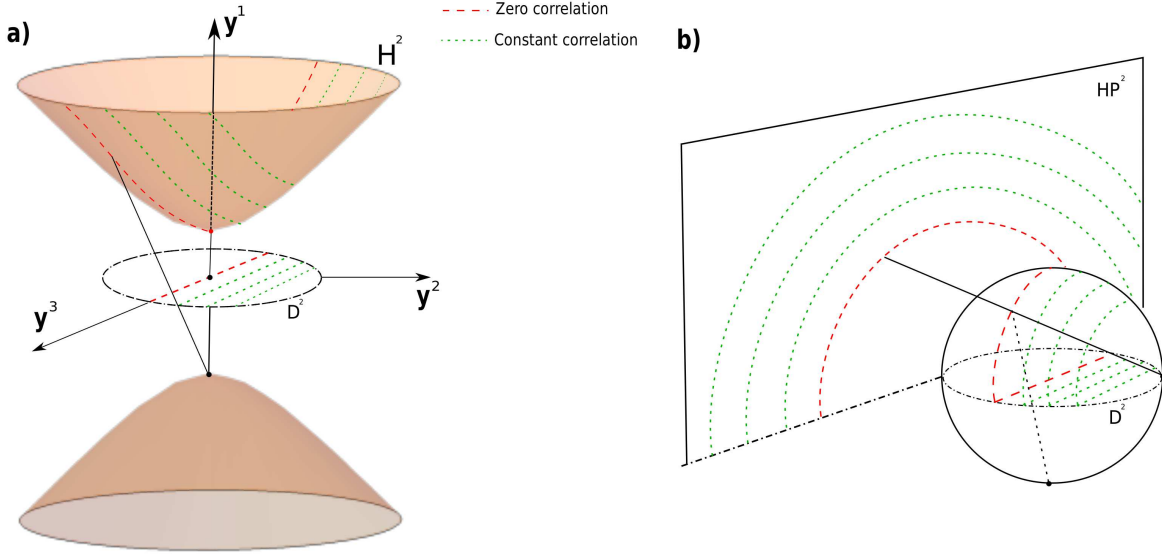 a)
y¹
H²
Zero correlation
Constant correlation
b)
HP²
y²
D²
y³
D²